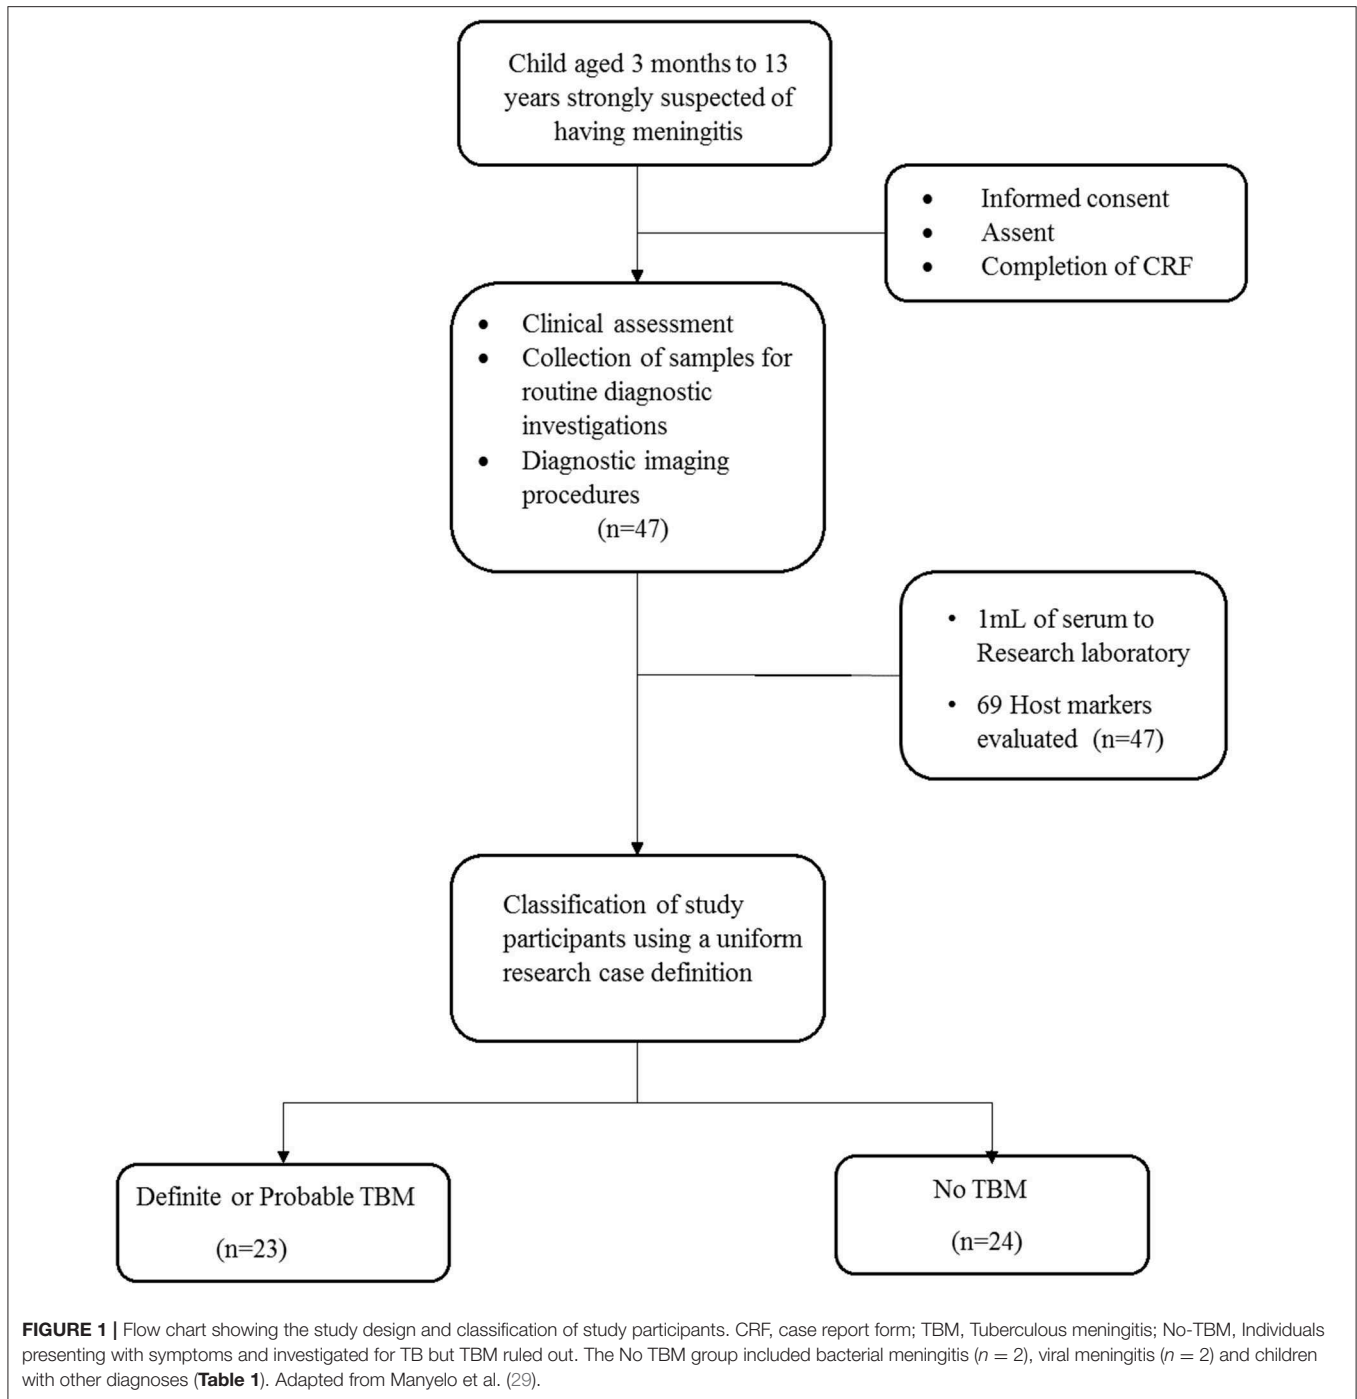 Child aged 3 months to 13
years strongly suspected of
having meningitis
• Informed consent
• Assent
• Completion of CRF
• Clinical assessment
• Collection of samples for
routine diagnostic
investigations
• Diagnostic imaging
procedures
(n=47)
• 1mL of serum to
Research laboratory
• 69 Host markers
evaluated (n=47)
Classification of study
participants using a uniform
research case definition
Definite or Probable TBM
(n=23)
No TBM
(n=24)
FIGURE 1 | Flow chart showing the study design and classification of study participants. CRF, case report form; TBM, Tuberculous meningitis; No-TBM, Individuals
presenting with symptoms and investigated for TB but TBM ruled out. The No TBM group included bacterial meningitis (n = 2), viral meningitis (n = 2) and children
with other diagnoses (Table 1). Adapted from Manyelo et al. (29).